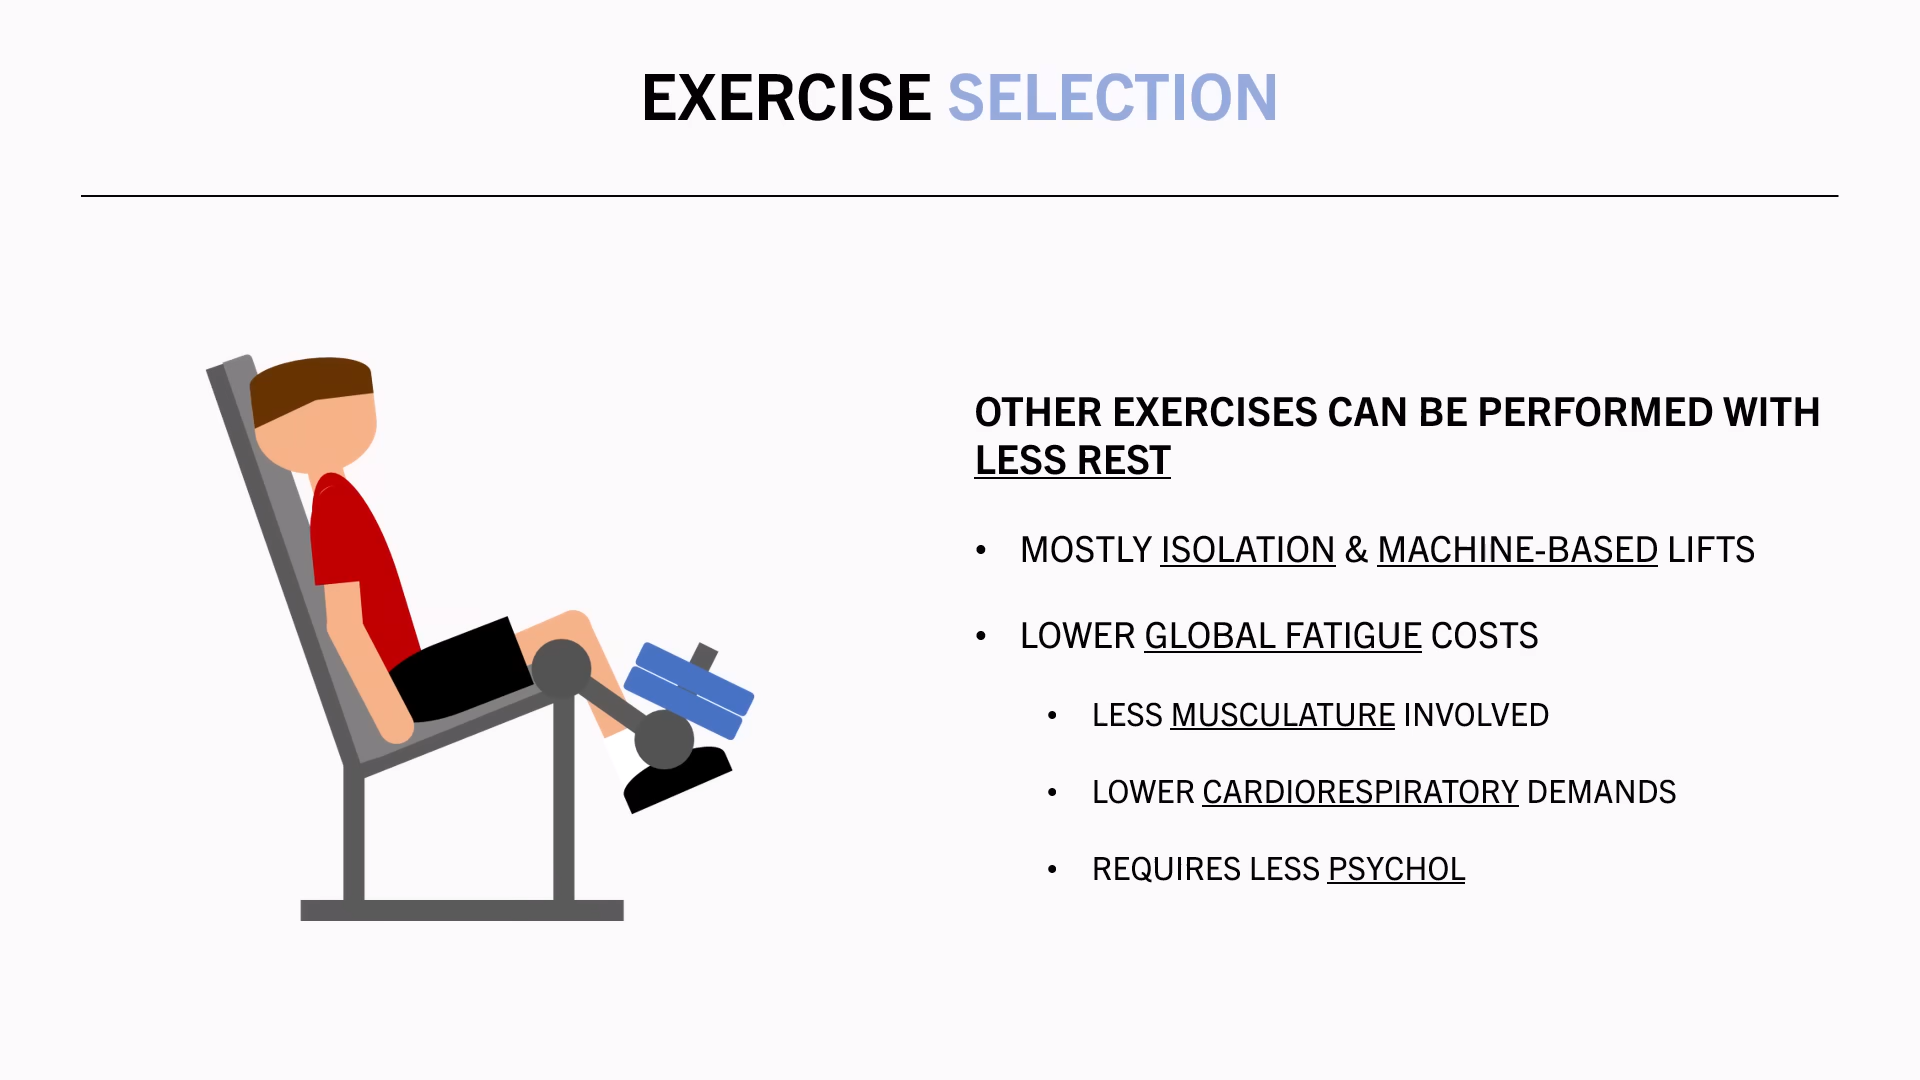 EXERCISE SELECTION
OTHER EXERCISES CAN BE PERFORMED WITH
LESS REST
• MOSTLY ISOLATION & MACHINE-BASED LIFTS
• LOWER GLOBAL FATIGUE COSTS
• LESS MUSCULATURE INVOLVED
• LOWER CARDIORESPIRATORY DEMANDS
• REQUIRES LESS PSYCHOL